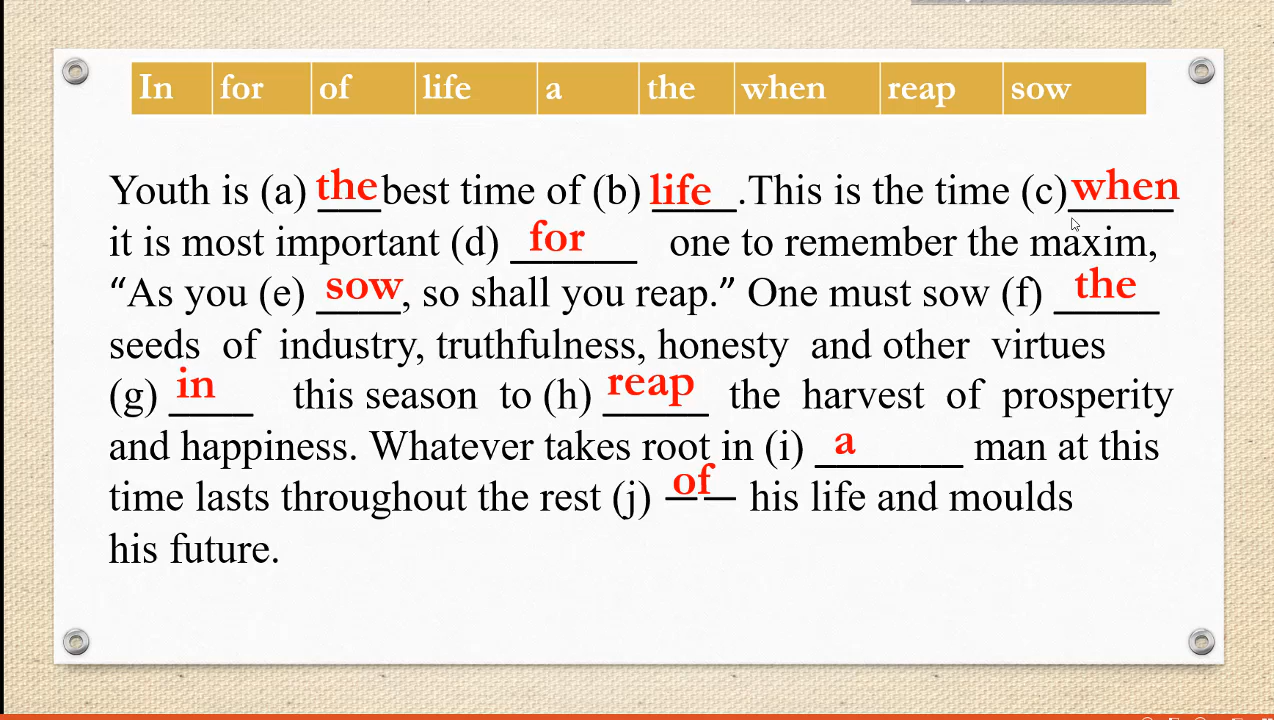 In for of life a the when reap sow
Youth is (a) the best time of (b) life.This is the time (c) when
it is most important (d) for one to remember the maxim,
“As you (e) sow, so shall you reap.” One must sow (f) the
seeds of industry, truthfulness, honesty and other virtues
(g) in this season to (h) reap the harvest of prosperity
and happiness. Whatever takes root in (i) a man at this
time lasts throughout the rest (j) of his life and moulds
his future.